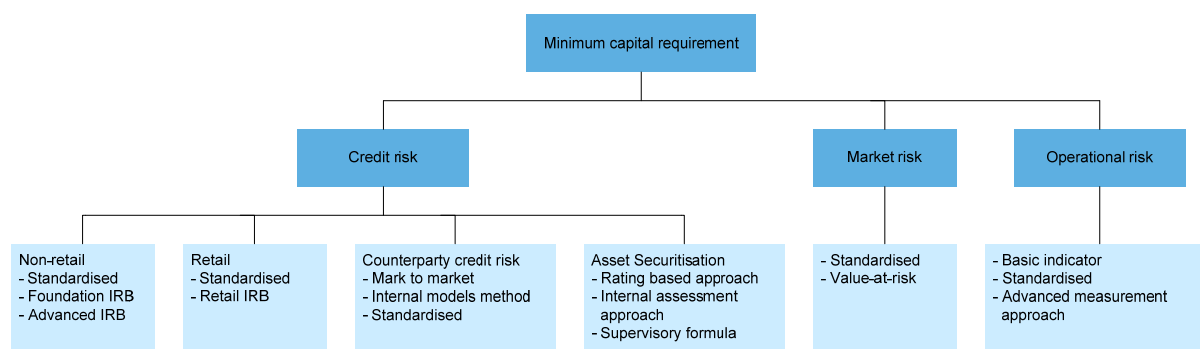 Minimum capital requirement
Credit risk
Market risk
Operational risk
Non-retail
- Standardised
- Foundation IRB
- Advanced IRB
Retail
- Standardised
- Retail IRB
Counterparty credit risk
- Mark to market
- Internal models method
- Standardised
Asset Securitisation
- Rating based approach
- Internal assessment
approach
- Supervisory formula
- Standardised
- Value-at-risk
- Basic indicator
- Standardised
- Advanced measurement
approach